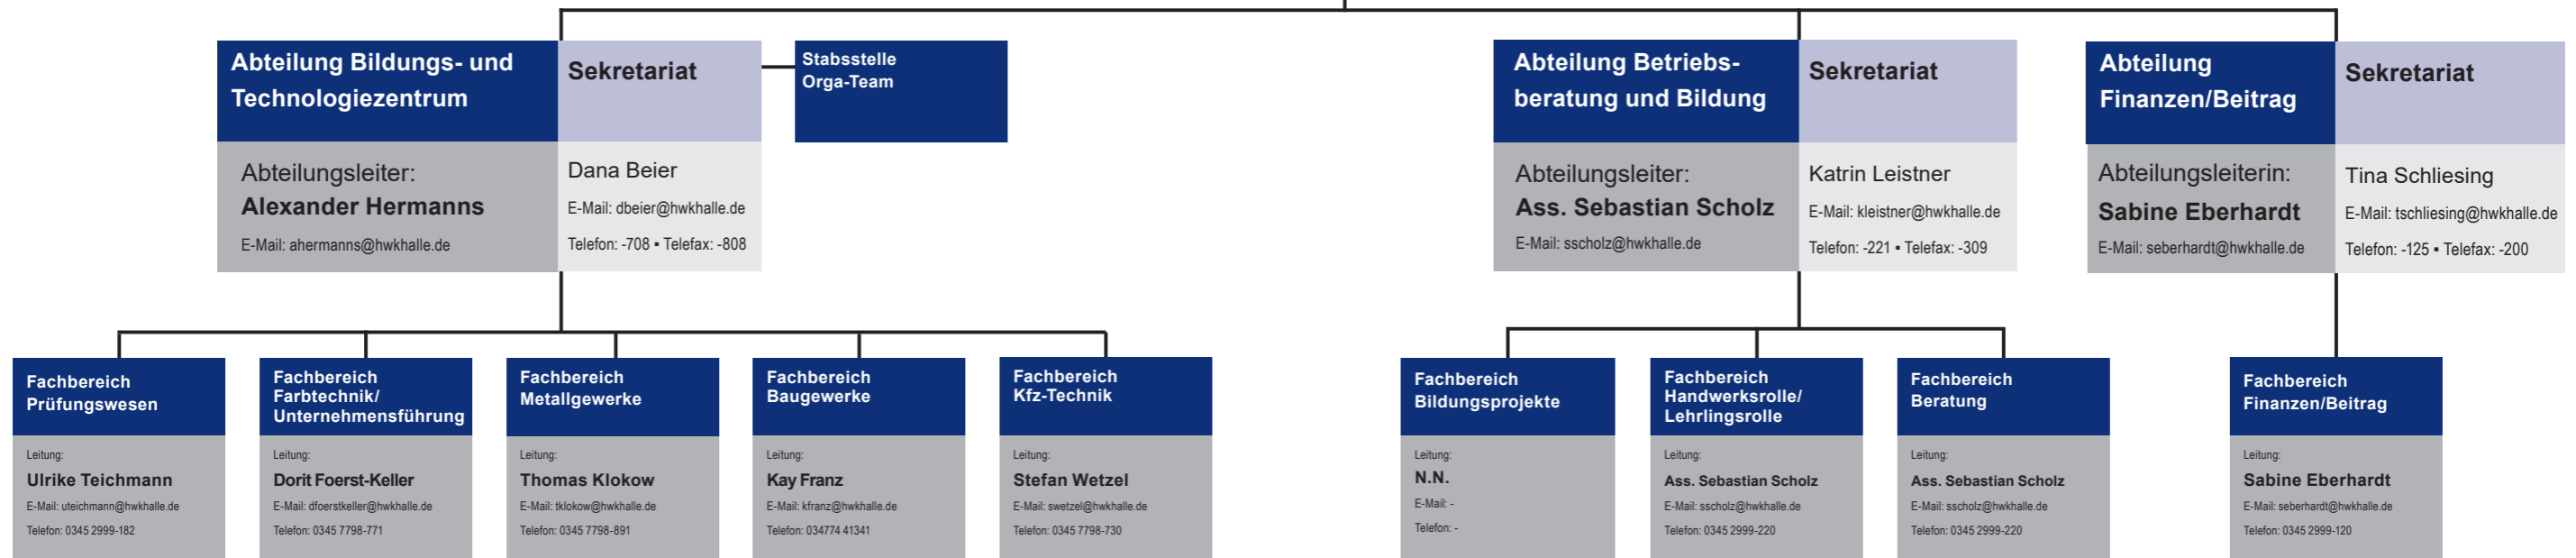 Abteilung Bildungs- und
Technologiezentrum
Sekretariat
Abteilungsleiter:
Alexander Hermanns
E-Mail: ahermanns@hwkhalle.de
Dana Beier
E-Mail: dbeier@hwkhalle.de
Telefon: -708 ▪ Telefax: -808
Stabsstelle
Orga-Team
Abteilung Betriebs-
beratung und Bildung
Sekretariat
Abteilungsleiter:
Ass. Sebastian Scholz
E-Mail: sscholz@hwkhalle.de
Katrin Leistner
E-Mail: kleistner@hwkhalle.de
Telefon: -221 ▪ Telefax: -309
Abteilung
Finanzen/Beitrag
Sekretariat
Abteilungsleiterin:
Sabine Eberhardt
E-Mail: seberhardt@hwkhalle.de
Tina Schliesing
E-Mail: tschliesing@hwkhalle.de
Telefon: -125 ▪ Telefax: -200
Fachbereich
Prüfungswesen
Leitung:
Ulrike Teichmann
E-Mail: uteichmann@hwkhalle.de
Telefon: 0345 2999-182
Fachbereich
Farbtechnik/
Unternehmensführung
Leitung:
Dorit Foerst-Keller
E-Mail: dfoerstkeller@hwkhalle.de
Telefon: 0345 7798-771
Fachbereich
Metallgewerke
Leitung:
Thomas Klokow
E-Mail: tklokow@hwkhalle.de
Telefon: 0345 7798-891
Fachbereich
Baugewerke
Leitung:
Kay Franz
E-Mail: kfranz@hwkhalle.de
Telefon: 034774 41341
Fachbereich
Kfz-Technik
Leitung:
Stefan Wetzel
E-Mail: swetzel@hwkhalle.de
Telefon: 0345 7798-730
Fachbereich
Bildungsprojekte
Leitung:
N.N.
E-Mail: -
Telefon: -
Fachbereich
Handwerksrolle/
Lehrlingsrolle
Leitung:
Ass. Sebastian Scholz
E-Mail: sscholz@hwkhalle.de
Telefon: 0345 2999-220
Fachbereich
Beratung
Leitung:
Ass. Sebastian Scholz
E-Mail: sscholz@hwkhalle.de
Telefon: 0345 2999-220
Fachbereich
Finanzen/Beitrag
Leitung:
Sabine Eberhardt
E-Mail: seberhardt@hwkhalle.de
Telefon: 0345 2999-120